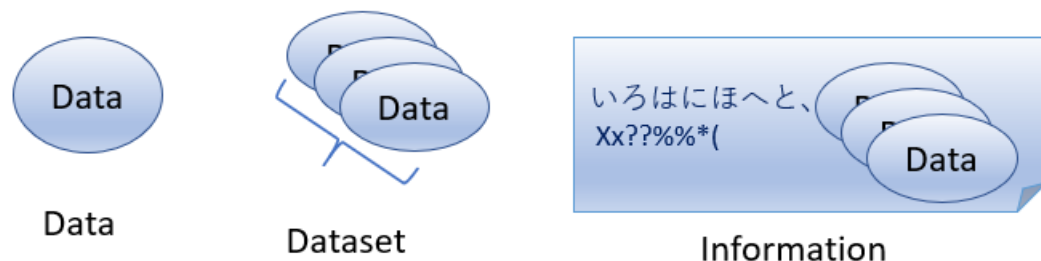 Data
Data
Data
Dataset
いろはにほへと、
Xx??%%*(
Data
Information